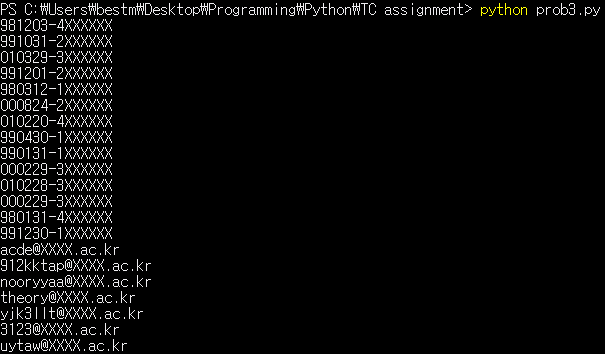 PS C:₩Users₩bestm₩Desktop₩Programming₩Python₩TC assignment> python prob3.py
981203-4XXXXXX
991031-2XXXXXX
010329-3XXXXXX
991201-2XXXXXX
980312-1XXXXXX
000824-2XXXXXX
010220-4XXXXXX
990430-1XXXXXX
990131-1XXXXXX
000229-3XXXXXX
010228-3XXXXXX
000229-3XXXXXX
980131-4XXXXXX
991230-1XXXXXX
acde@XXXX.ac.kr
912kktap@XXXX.ac.kr
nooryyaa@XXXX.ac.kr
theory@XXXX.ac.kr
yjk3llt@XXXX.ac.kr
3123@XXXX.ac.kr
uytaw@XXXX.ac.kr